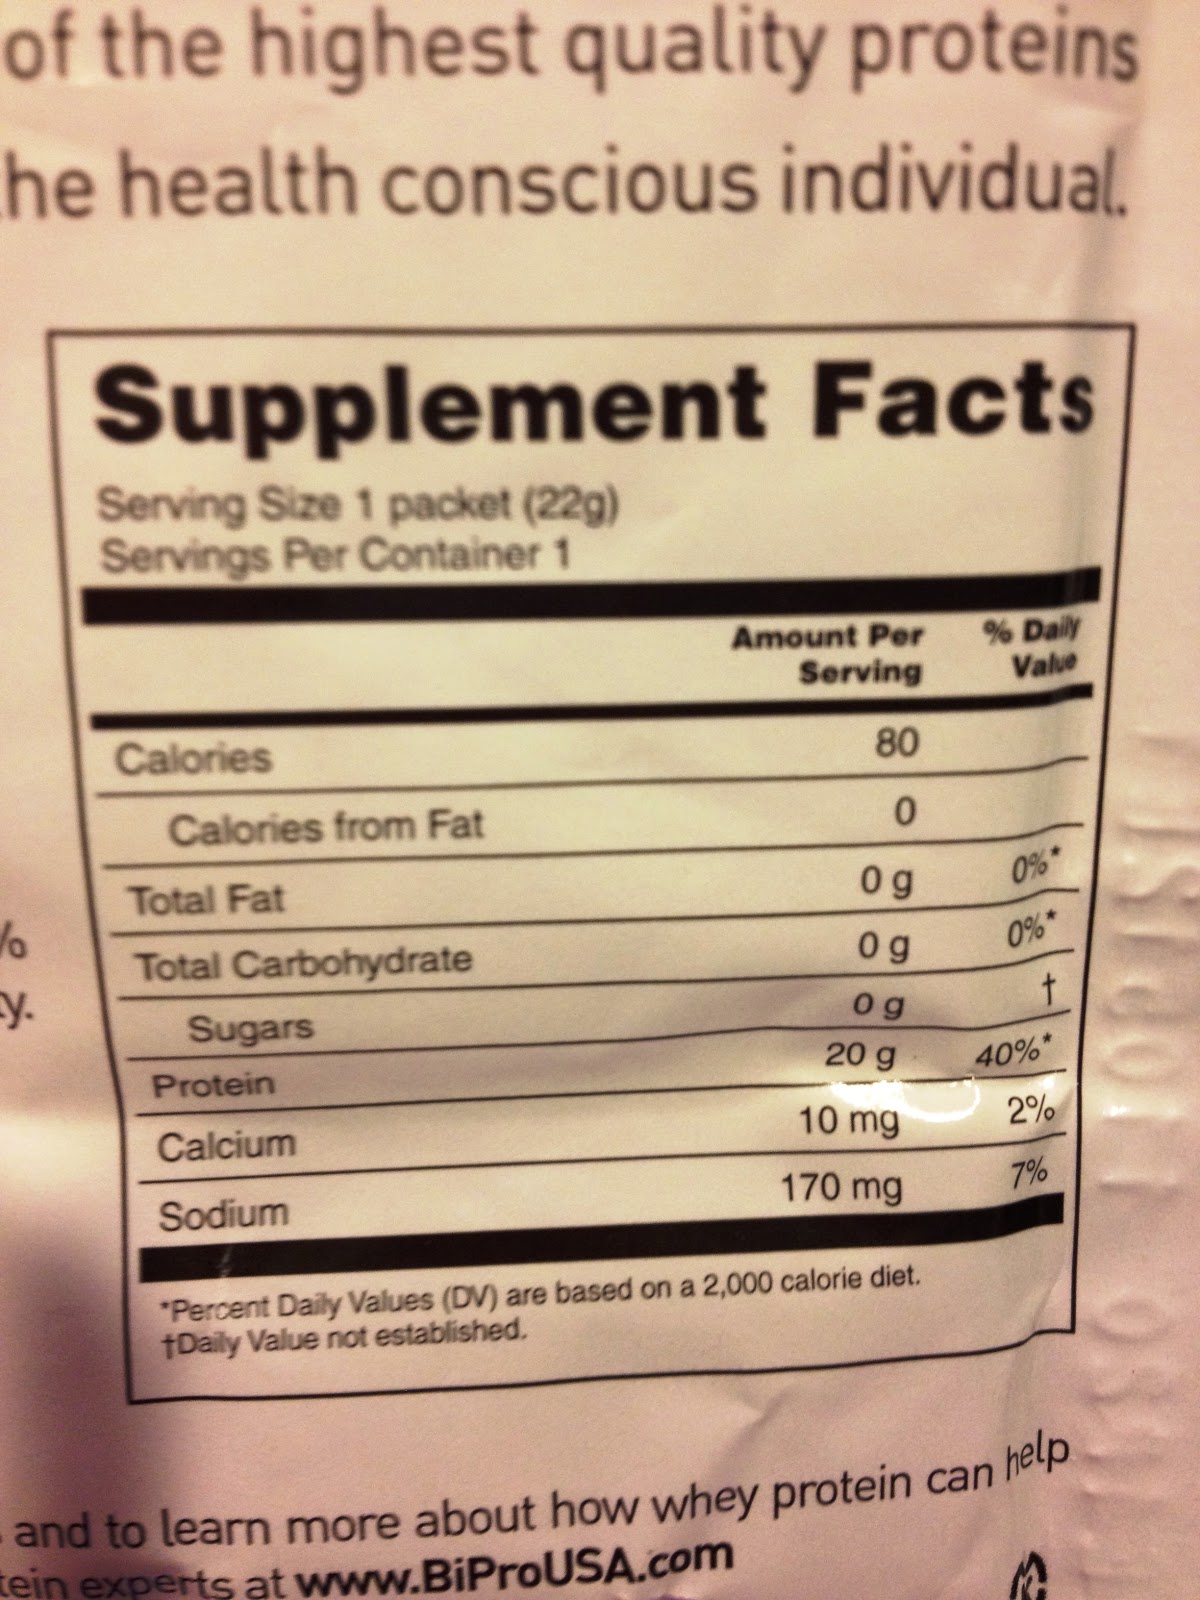 of the highest quality proteins
he health conscious individual.
%
y.
Supplement Facts
Serving Size 1 packet (22g)
Servings Per Container 1
Amount Per Serving % Daily Value
Calories 80
Calories from Fat 0
Total Fat 0 g 0%*
Total Carbohydrate 0 g 0%*
Sugars 0 g †
Protein 20 g 40%*
Calcium 10 mg 2%
Sodium 170 mg 7%
*Percent Daily Values (DV) are based on a 2,000 calorie diet.
†Daily Value not established.
and to learn more about how whey protein can help
tein experts at www.BiProUSA.com
K